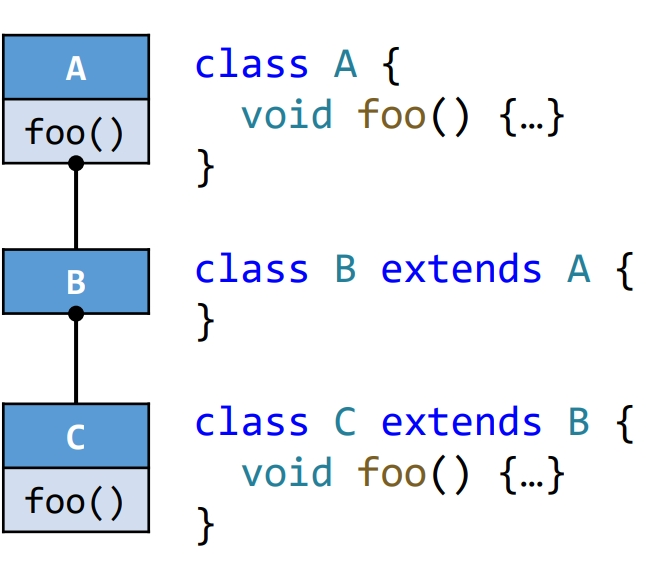 A
foo()
class A {
  void foo() {…}
}
B
class B extends A {
}
C
foo()
class C extends B {
  void foo() {…}
}